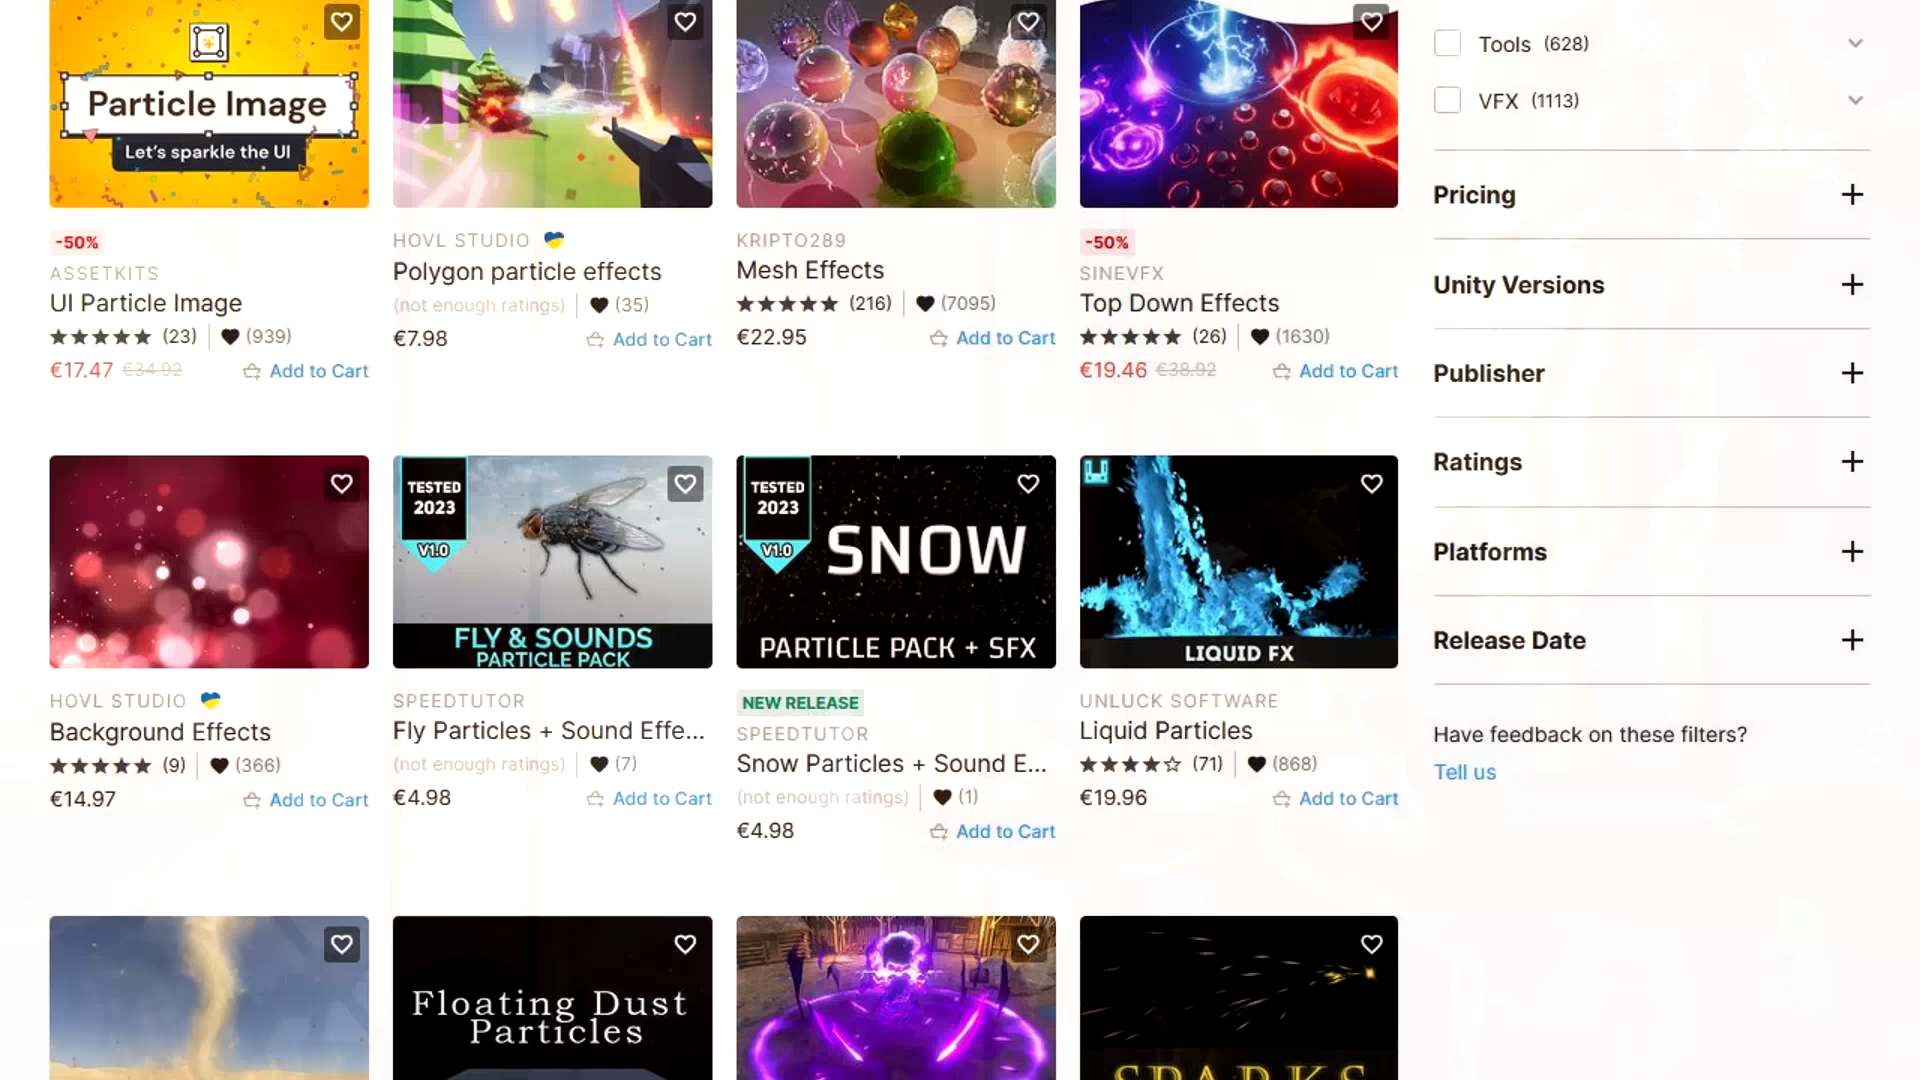 Particle Image
Let's sparkle the UI
-50%
ASSETKITS
UI Particle Image
(23) (939)
€17.47 €34.92 Add to Cart
HOVL STUDIO
Polygon particle effects
(not enough ratings) (35)
€7.98 Add to Cart
KRIPTO289
Mesh Effects
(216) (7095)
€22.95 Add to Cart
-50%
SINEVFX
Top Down Effects
(26) (1630)
€19.46 €38.92 Add to Cart
HOVL STUDIO
Background Effects
(9) (366)
€14.97 Add to Cart
TESTED
2023
V1.0
FLY & SOUNDS
PARTICLE PACK
SPEEDTUTOR
Fly Particles + Sound Effe...
(not enough ratings) (7)
€4.98 Add to Cart
TESTED
2023
V1.0
SNOW
PARTICLE PACK + SFX
NEW RELEASE
SPEEDTUTOR
Snow Particles + Sound E...
(not enough ratings) (1)
€4.98 Add to Cart
LIQUID FX
UNLUCK SOFTWARE
Liquid Particles
(71) (868)
€19.96 Add to Cart
Floating Dust
Particles
SPARKS
Tools (628)
VFX (1113)
Pricing
Unity Versions
Publisher
Ratings
Platforms
Release Date
Have feedback on these filters?
Tell us